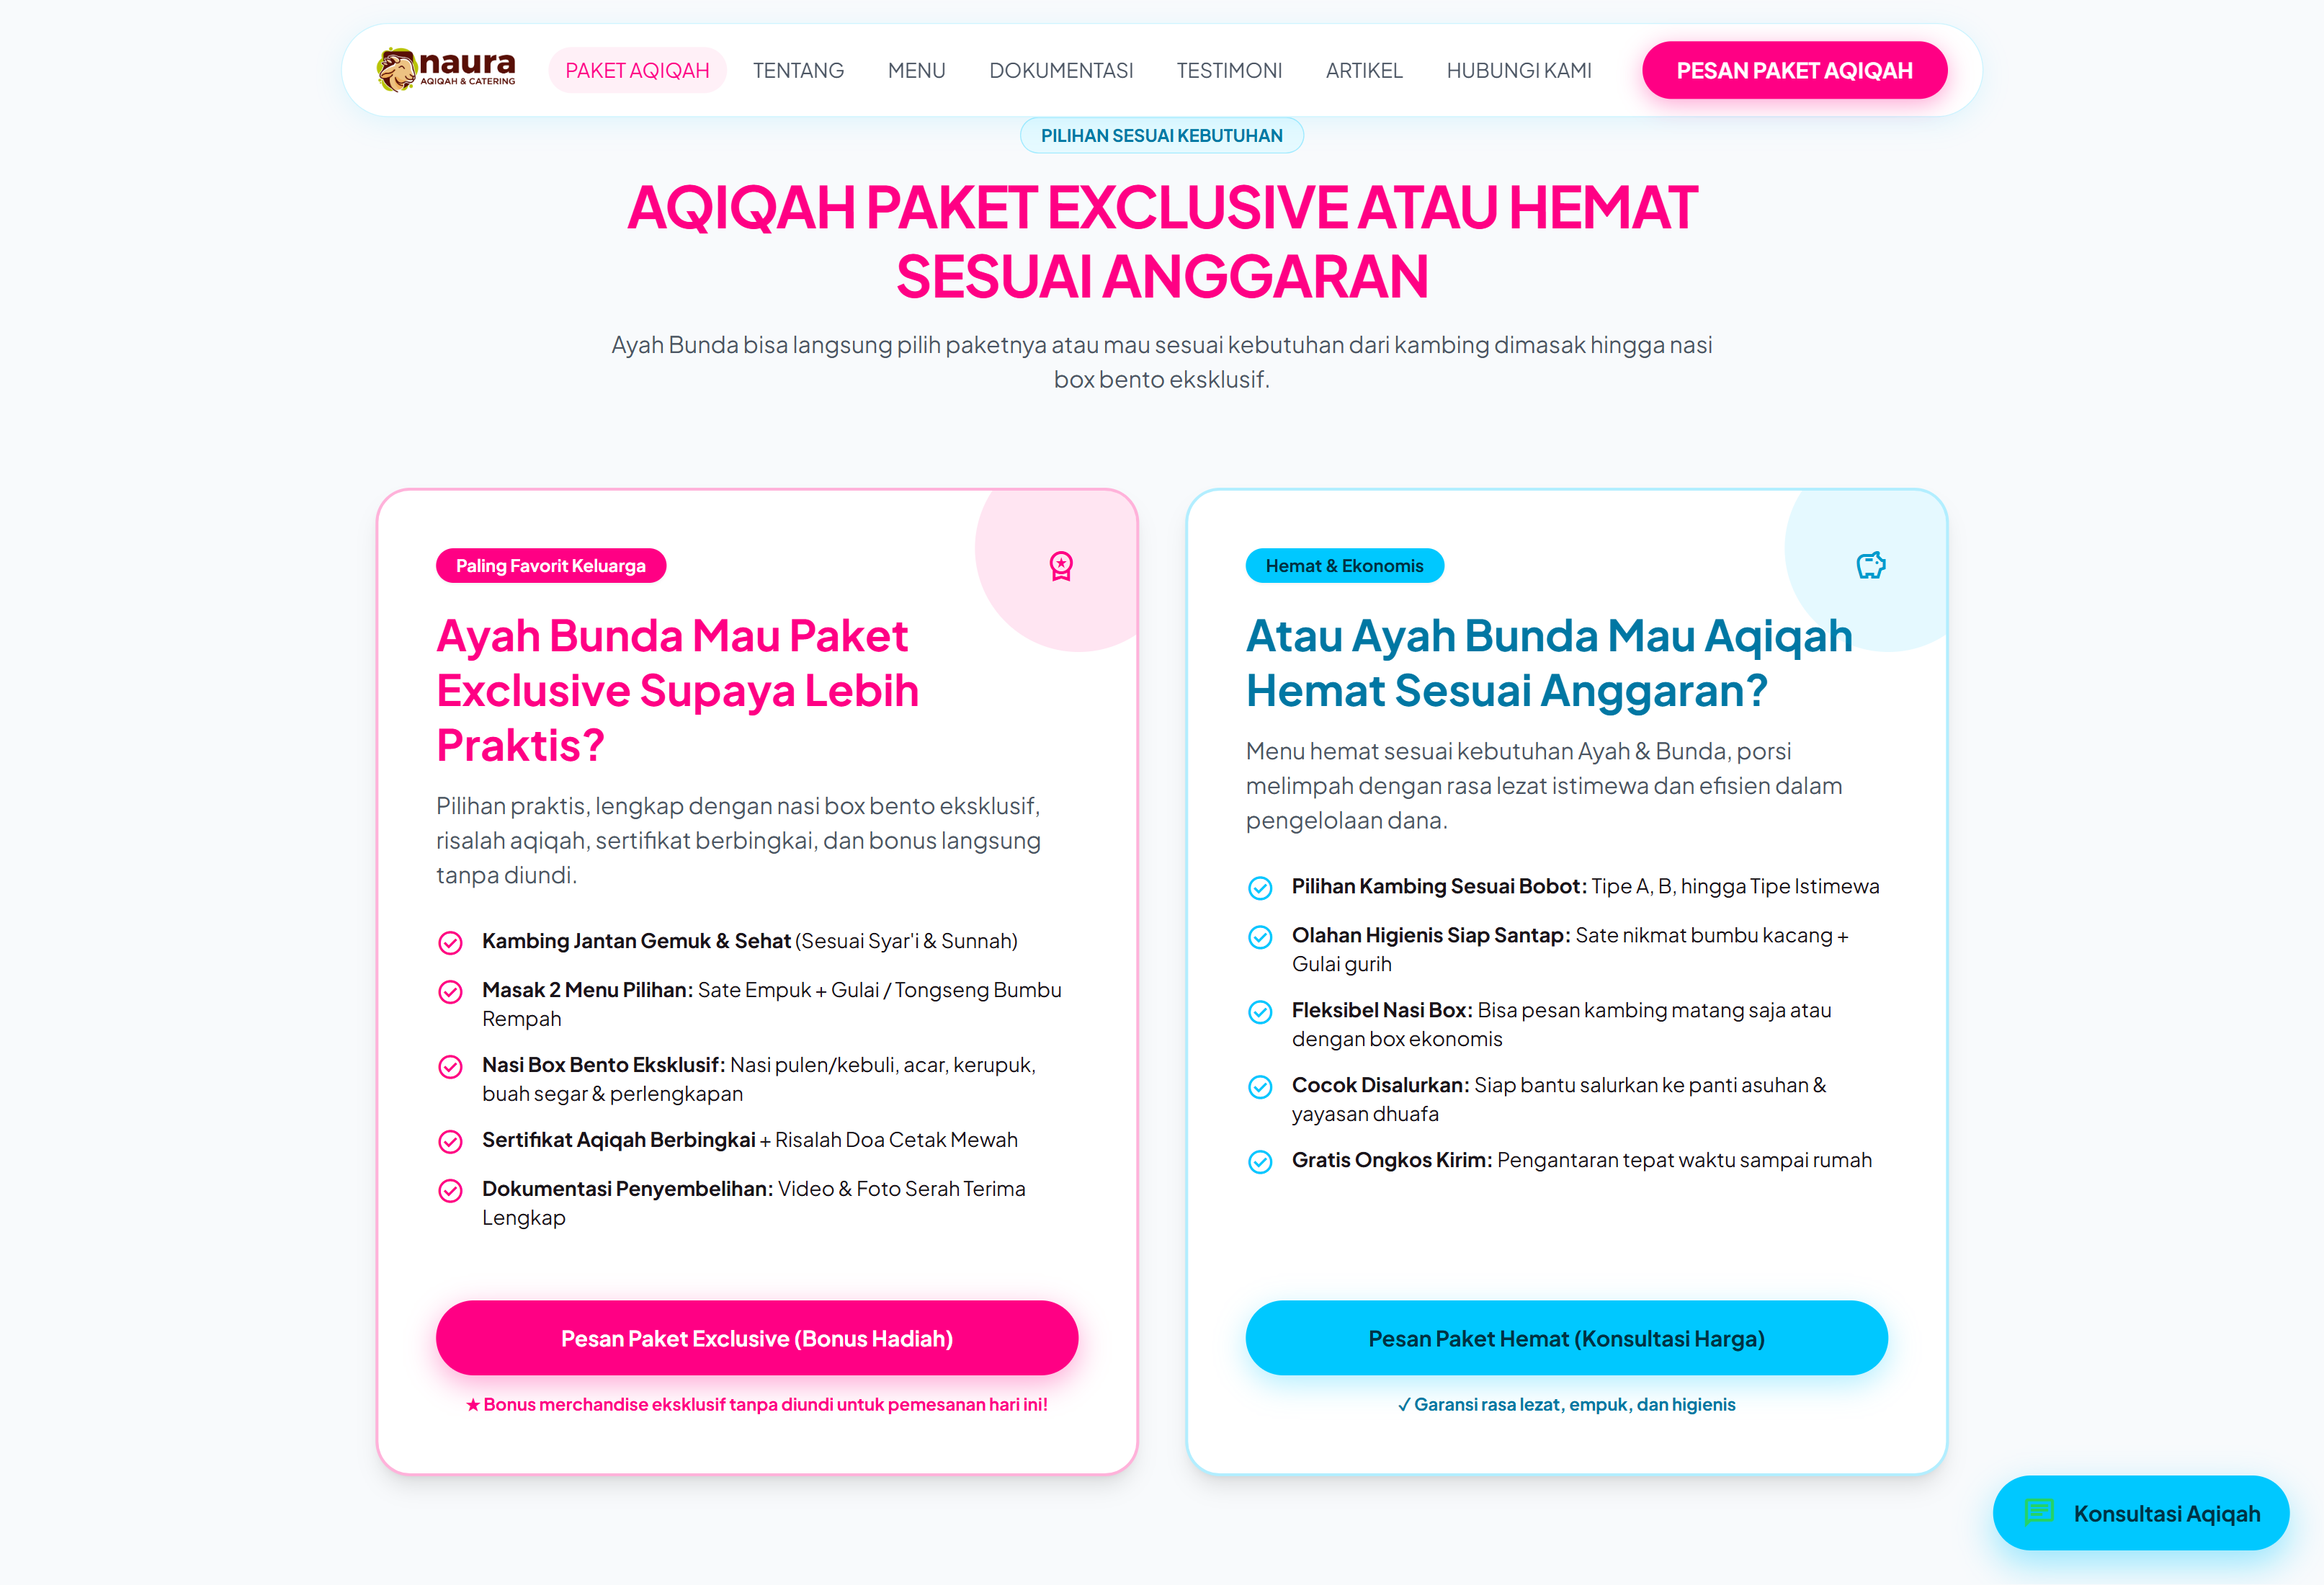 naura
AQIQAH & CATERING
PAKET AQIQAH
TENTANG
MENU
DOKUMENTASI
TESTIMONI
ARTIKEL
HUBUNGI KAMI
PESAN PAKET AQIQAH
PILIHAN SESUAI KEBUTUHAN
AQIQAH PAKET EXCLUSIVE ATAU HEMAT
SESUAI ANGGARAN
Ayah Bunda bisa langsung pilih paketnya atau mau sesuai kebutuhan dari kambing dimasak hingga nasi
box bento eksklusif.
Paling Favorit Keluarga
Ayah Bunda Mau Paket
Exclusive Supaya Lebih
Praktis?
Pilihan praktis, lengkap dengan nasi box bento eksklusif,
risalah aqiqah, sertifikat berbingkai, dan bonus langsung
tanpa diundi.
Kambing Jantan Gemuk & Sehat (Sesuai Syar'i & Sunnah)
Masak 2 Menu Pilihan: Sate Empuk + Gulai / Tongseng Bumbu
Rempah
Nasi Box Bento Eksklusif: Nasi pulen/kebuli, acar, kerupuk,
buah segar & perlengkapan
Sertifikat Aqiqah Berbingkai + Risalah Doa Cetak Mewah
Dokumentasi Penyembelihan: Video & Foto Serah Terima
Lengkap
Pesan Paket Exclusive (Bonus Hadiah)
★ Bonus merchandise eksklusif tanpa diundi untuk pemesanan hari ini!
Hemat & Ekonomis
Atau Ayah Bunda Mau Aqiqah
Hemat Sesuai Anggaran?
Menu hemat sesuai kebutuhan Ayah & Bunda, porsi
melimpah dengan rasa lezat istimewa dan efisien dalam
pengelolaan dana.
Pilihan Kambing Sesuai Bobot: Tipe A, B, hingga Tipe Istimewa
Olahan Higienis Siap Santap: Sate nikmat bumbu kacang +
Gulai gurih
Fleksibel Nasi Box: Bisa pesan kambing matang saja atau
dengan box ekonomis
Cocok Disalurkan: Siap bantu salurkan ke panti asuhan &
yayasan dhuafa
Gratis Ongkos Kirim: Pengantaran tepat waktu sampai rumah
Pesan Paket Hemat (Konsultasi Harga)
✓ Garansi rasa lezat, empuk, dan higienis
Konsultasi Aqiqah